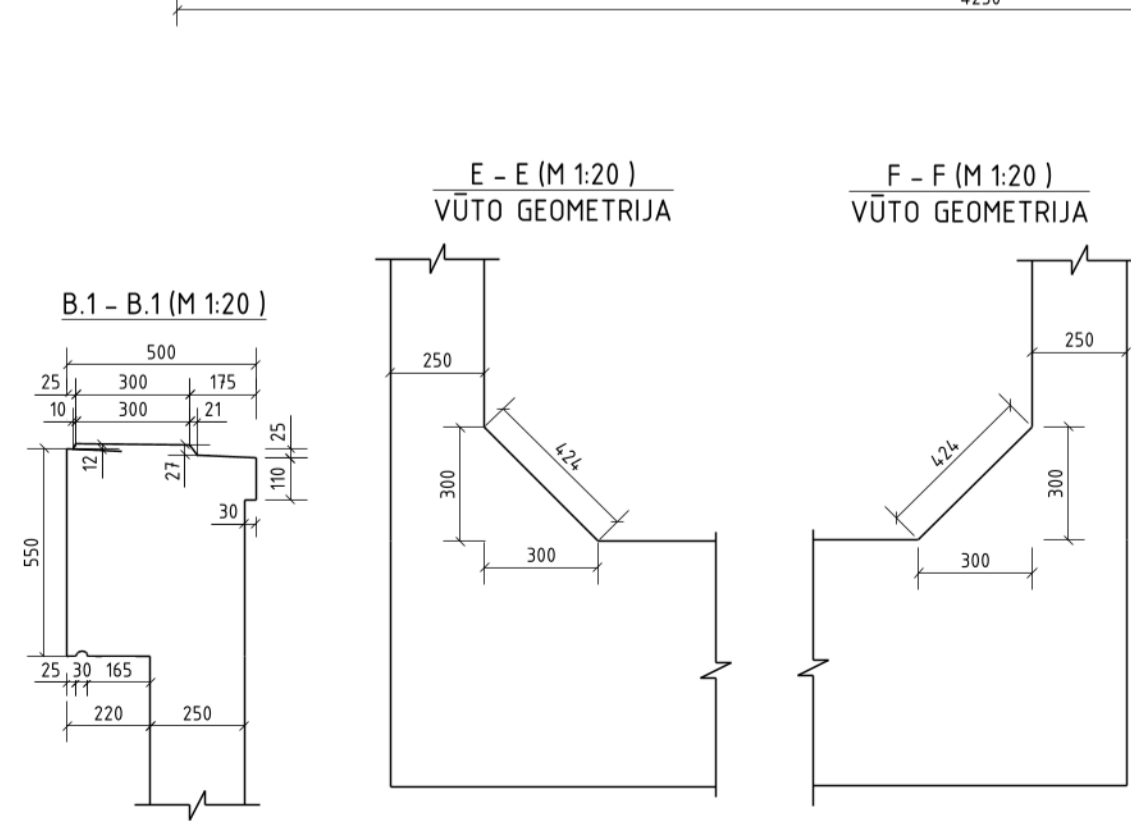 4250
E - E (M 1:20 )
VŪTO GEOMETRIJA
F - F (M 1:20 )
VŪTO GEOMETRIJA
B.1 - B.1 (M 1:20 )
500
25 300 175
10 300 21
12
27
25
110
30
550
25 30 165
220 250
250
424
300
300
250
424
300
300